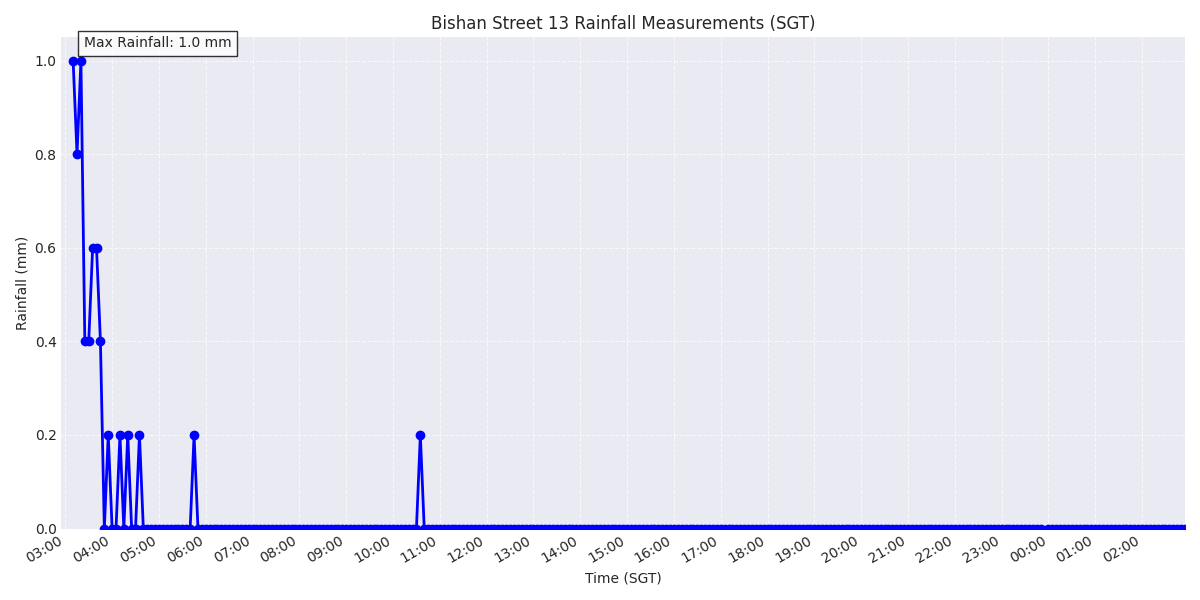 Bishan Street 13 Rainfall Measurements (SGT)
Max Rainfall: 1.0 mm
Rainfall (mm)
1.0
0.8
0.6
0.4
0.2
0.0
03:00 04:00 05:00 06:00 07:00 08:00 09:00 10:00 11:00 12:00 13:00 14:00 15:00 16:00 17:00 18:00 19:00 20:00 21:00 22:00 23:00 00:00 01:00 02:00
Time (SGT)